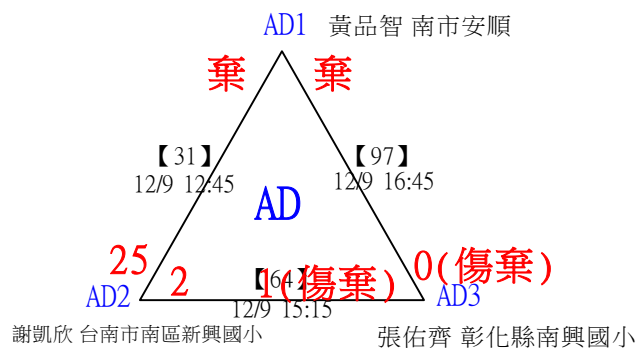 AD1 黃品智 南市安順
棄 棄
【31】 【97】
12/9 12:45 12/9 16:45
AD
25 2 【64】 1(傷棄) 0(傷棄)
AD2 12/9 15:15 AD3
謝凱欣 台南市南區新興國小 張佑齊 彰化縣南興國小